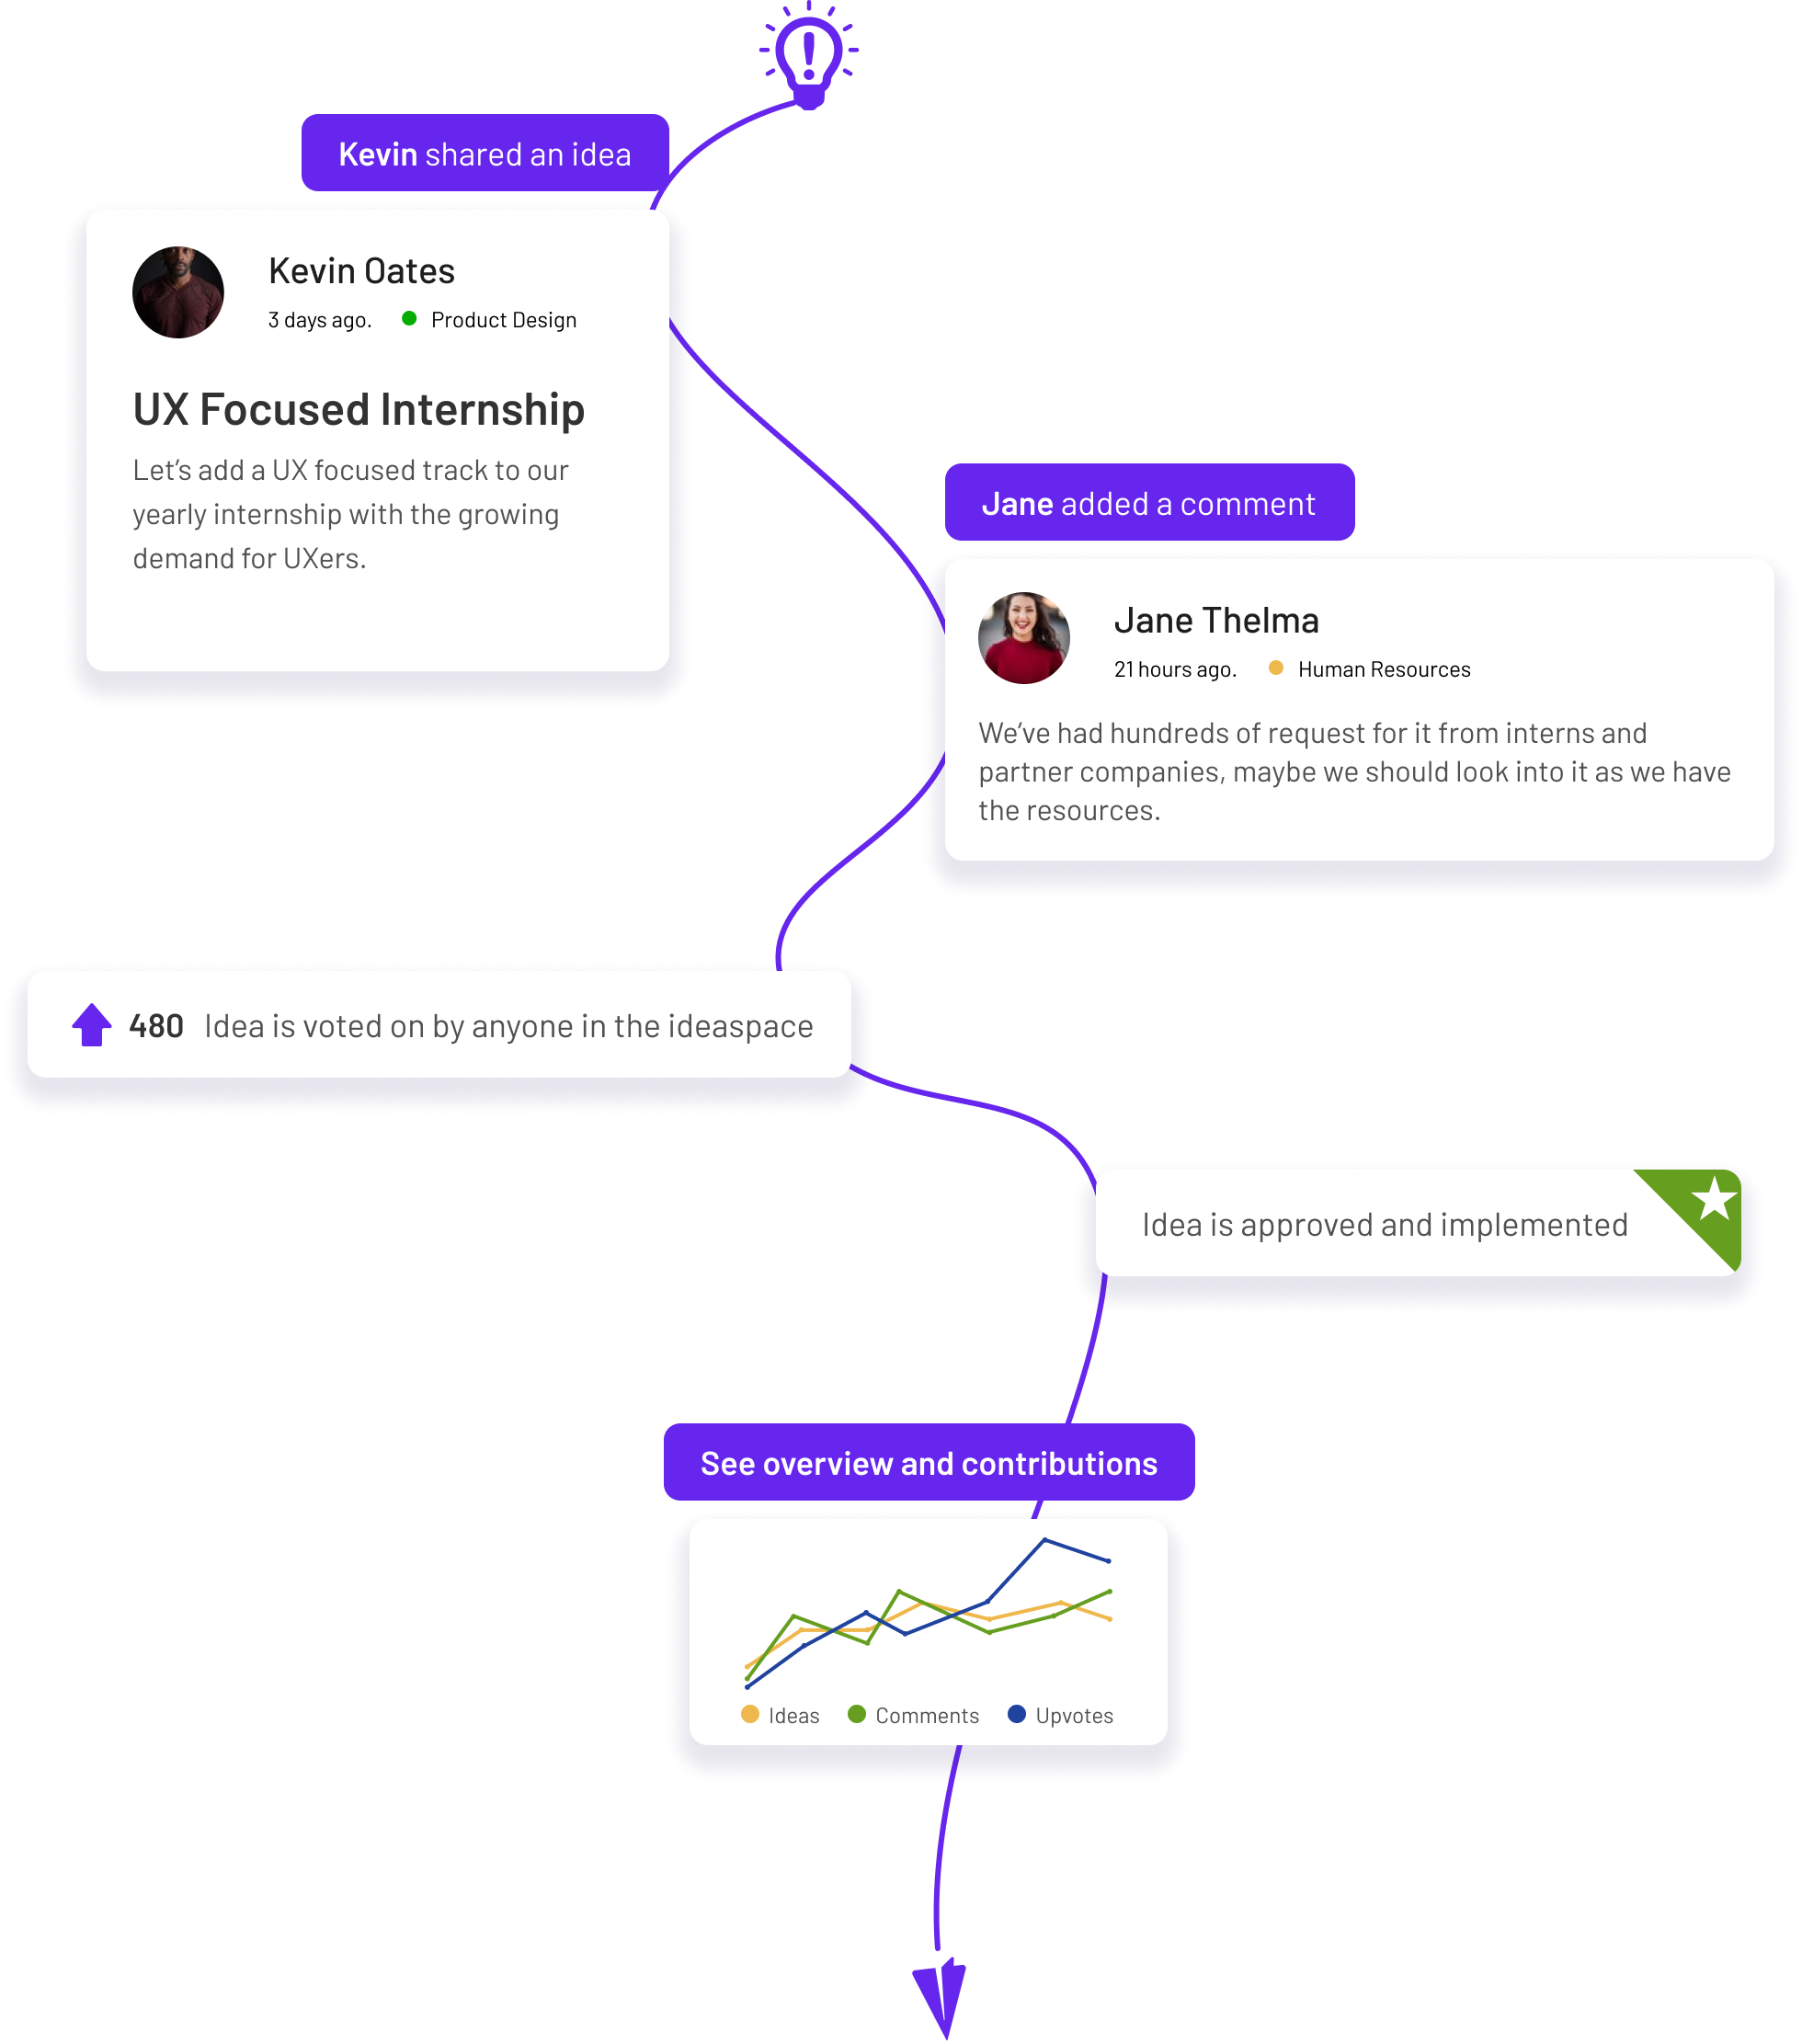 Kevin shared an idea
Kevin Oates
3 days ago. Product Design
UX Focused Internship
Let’s add a UX focused track to our
yearly internship with the growing
demand for UXers.
Jane added a comment
Jane Thelma
21 hours ago. Human Resources
We’ve had hundreds of request for it from interns and
partner companies, maybe we should look into it as we have
the resources.
480 Idea is voted on by anyone in the ideaspace
Idea is approved and implemented
See overview and contributions
Ideas Comments Upvotes